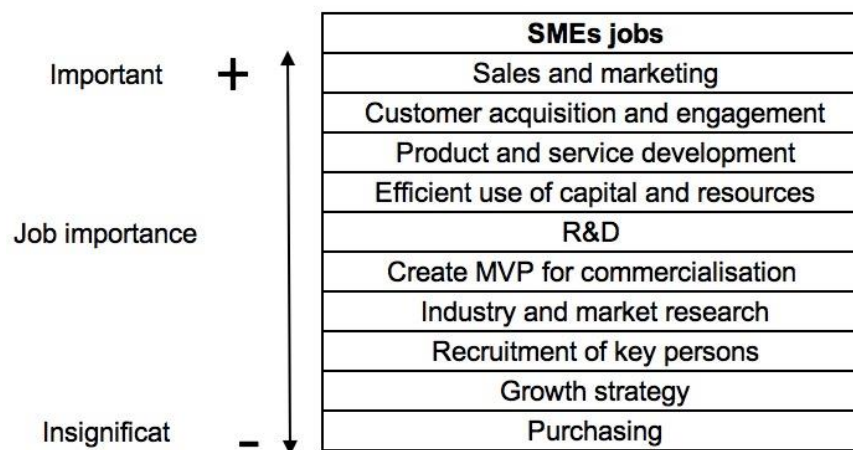 SMEs jobs
Important + Sales and marketing
Customer acquisition and engagement
Product and service development
Efficient use of capital and resources
Job importance R&D
Create MVP for commercialisation
Industry and market research
Recruitment of key persons
Growth strategy
Insignificat - Purchasing